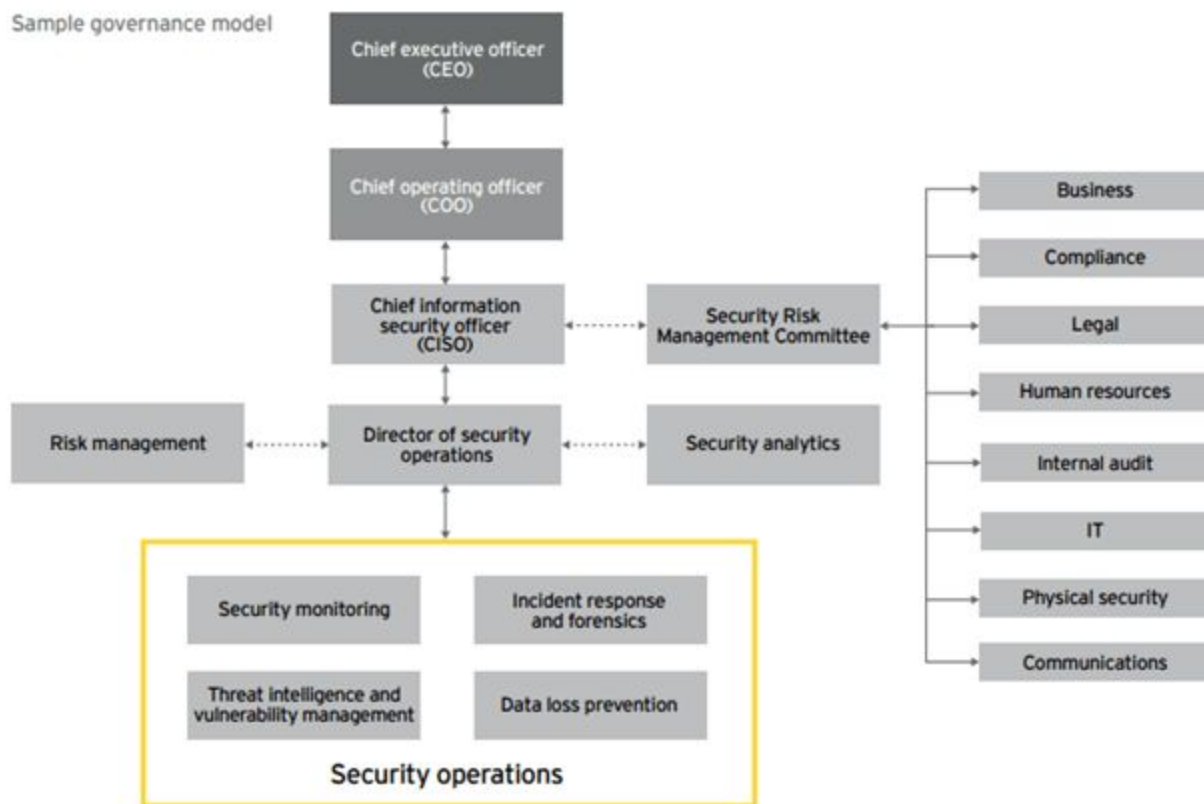 Sample governance model
Chief executive officer
(CEO)
Chief operating officer
(COO)
Chief information
security officer
(CISO)
Security Risk
Management Committee
Risk management
Director of security
operations
Security analytics
Security monitoring
Incident response
and forensics
Threat intelligence and
vulnerability management
Data loss prevention
Security operations
Business
Compliance
Legal
Human resources
Internal audit
IT
Physical security
Communications